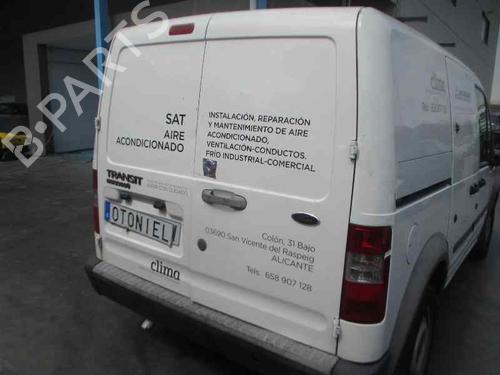 B-PARTS
SAT
AIRE
ACONDICIONADO
INSTALACIÓN, REPARACIÓN
Y MANTENIMIENTO DE AIRE
ACONDICIONADO,
VENTILACIÓN-CONDUCTOS.
FRÍO INDUSTRIAL-COMERCIAL
TRANSIT
OTONIEL
clima
Colón, 31 Bajo
03690 San Vicente del Raspeig
ALICANTE
Tels. 658 907 128
clima